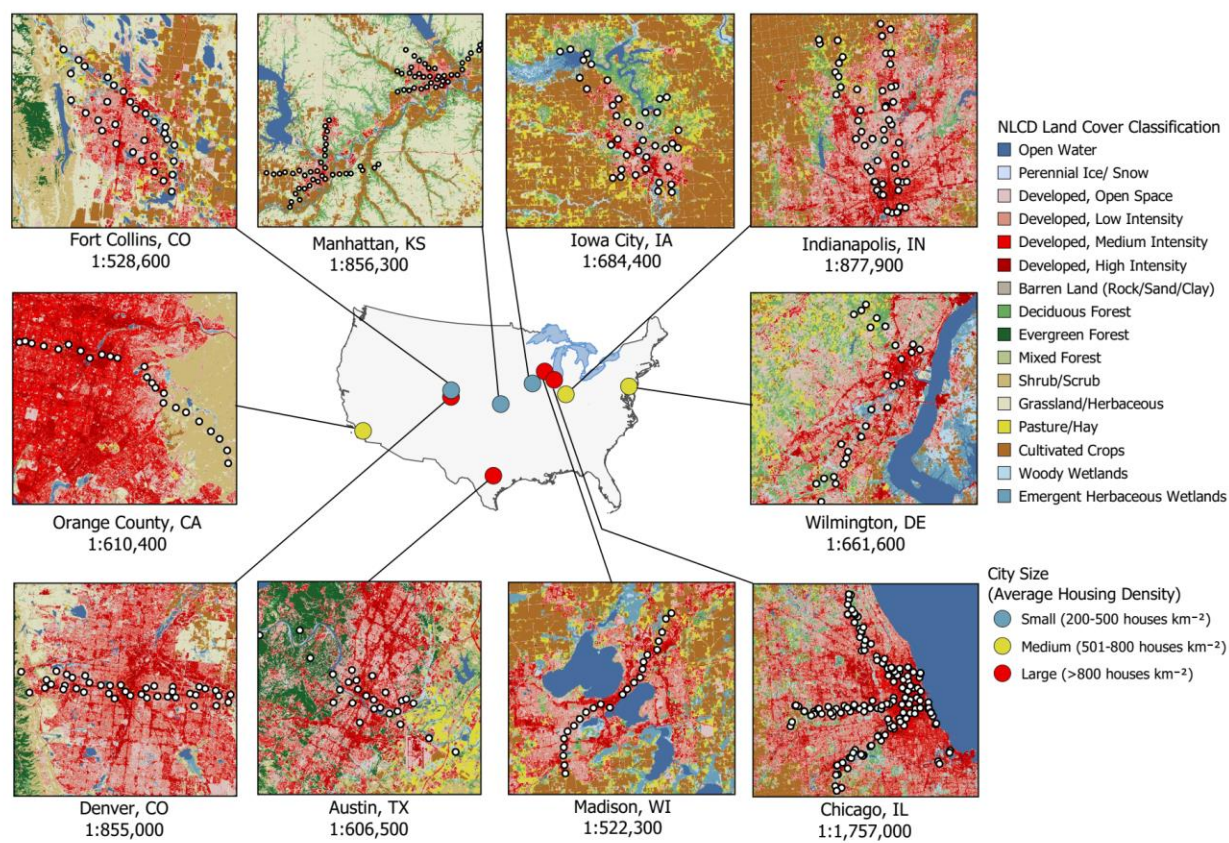 Fort Collins, CO
1:528,600
Manhattan, KS
1:856,300
Iowa City, IA
1:684,400
Indianapolis, IN
1:877,900
Orange County, CA
1:610,400
Wilmington, DE
1:661,600
Denver, CO
1:855,000
Austin, TX
1:606,500
Madison, WI
1:522,300
Chicago, IL
1:1,757,000
NLCD Land Cover Classification
Open Water
Perennial Ice/ Snow
Developed, Open Space
Developed, Low Intensity
Developed, Medium Intensity
Developed, High Intensity
Barren Land (Rock/Sand/Clay)
Deciduous Forest
Evergreen Forest
Mixed Forest
Shrub/Scrub
Grassland/Herbaceous
Pasture/Hay
Cultivated Crops
Woody Wetlands
Emergent Herbaceous Wetlands
City Size
(Average Housing Density)
Small (200-500 houses km⁻²)
Medium (501-800 houses km⁻²)
Large (>800 houses km⁻²)